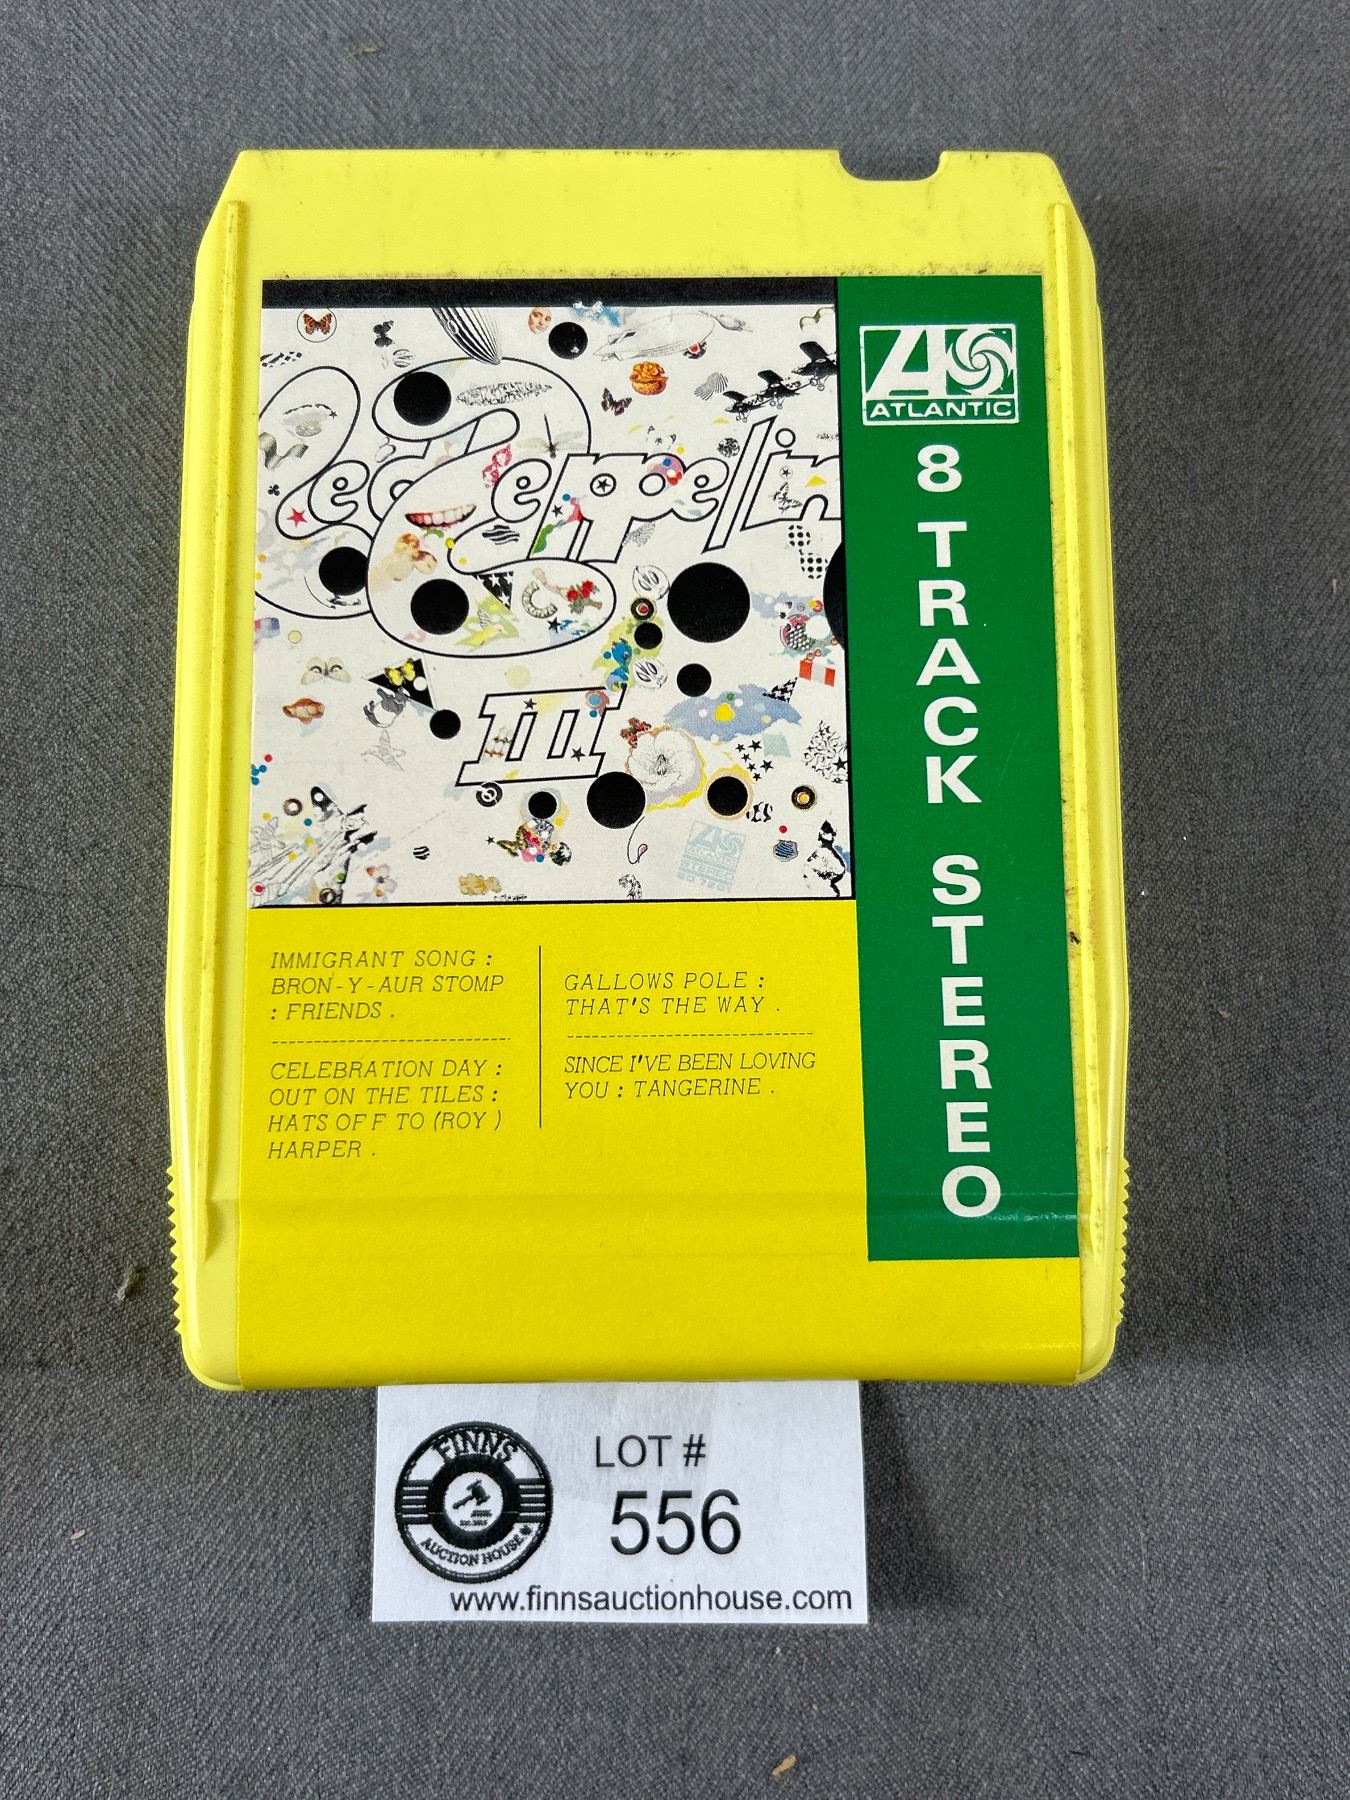 Led Zeppelin
III
ATLANTIC
8 TRACK STEREO
IMMIGRANT SONG :
BRON-Y-AUR STOMP
: FRIENDS .
CELEBRATION DAY :
OUT ON THE TILES :
HATS OFF TO (ROY )
HARPER .
GALLOWS POLE :
THAT'S THE WAY .
SINCE I'VE BEEN LOVING
YOU : TANGERINE .
FINNS
AUCTION HOUSE
LOT #
556
www.finnsauctionhouse.com